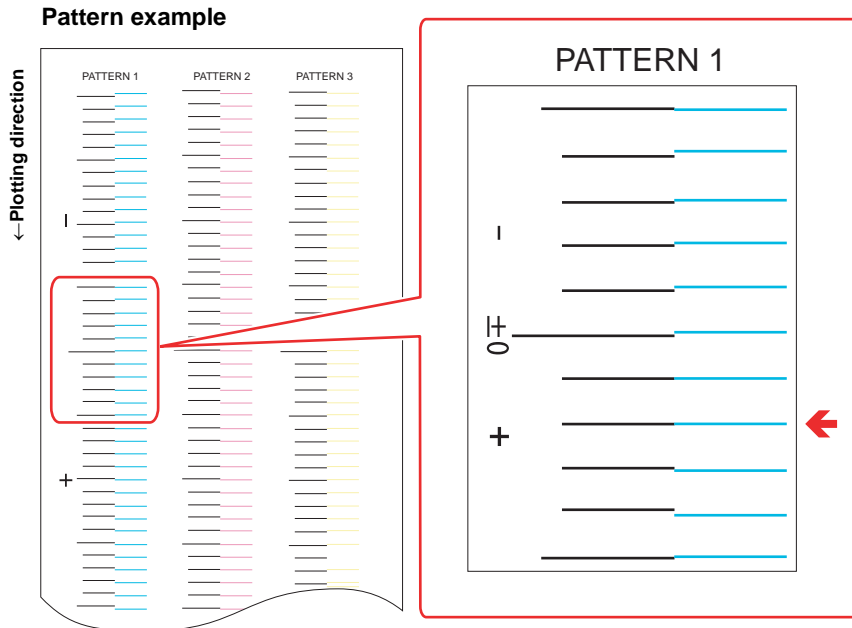 Pattern example
←Plotting direction
PATTERN 1
PATTERN 2
PATTERN 3
–
+
PATTERN 1
-
±0
+